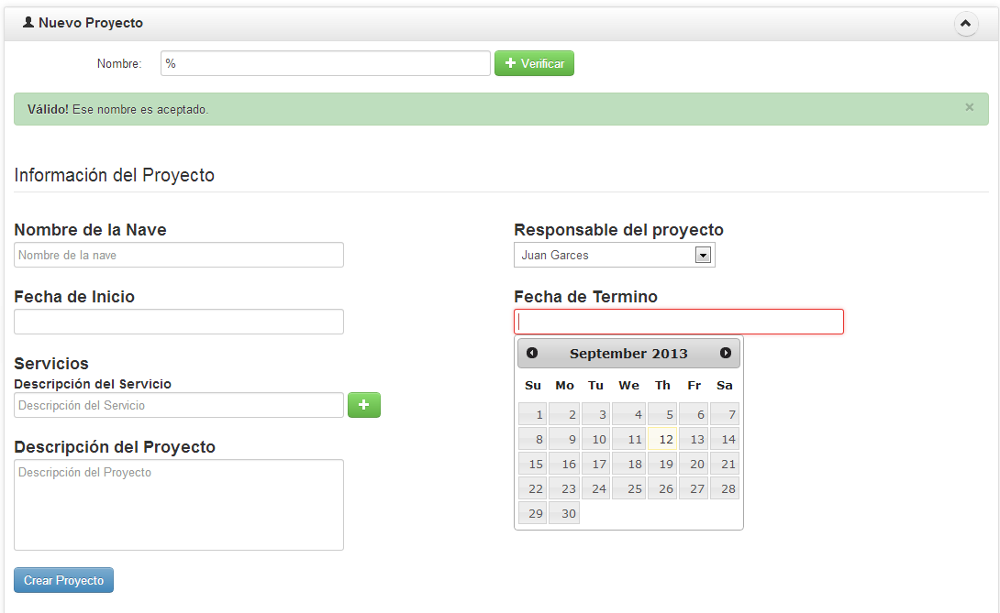 Nuevo Proyecto
Nombre: % Verificar
Válido! Ese nombre es aceptado. ×
Información del Proyecto
Nombre de la Nave
Nombre de la nave
Responsable del proyecto
Juan Garces
Fecha de Inicio
Fecha de Termino
September 2013
Su Mo Tu We Th Fr Sa
1 2 3 4 5 6 7
8 9 10 11 12 13 14
15 16 17 18 19 20 21
22 23 24 25 26 27 28
29 30
Servicios
Descripción del Servicio
Descripción del Servicio
Descripción del Proyecto
Descripción del Proyecto
Crear Proyecto